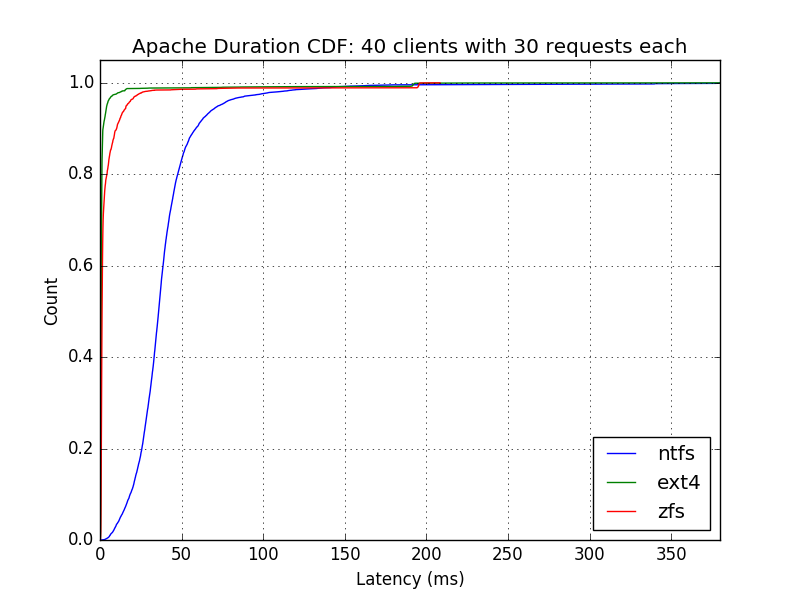 Apache Duration CDF: 40 clients with 30 requests each
1.0
0.8
0.6
0.4
0.2
0.0
Count
0 50 100 150 200 250 300 350
Latency (ms)
ntfs
ext4
zfs